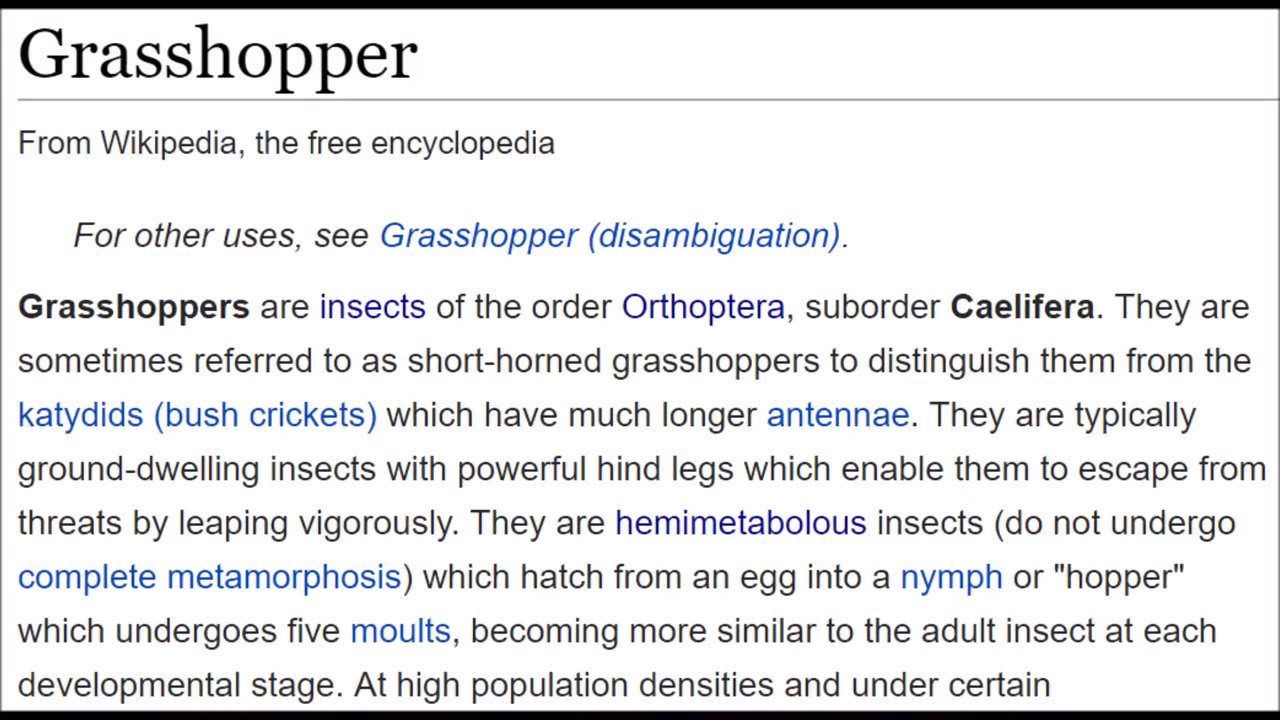 Grasshopper
From Wikipedia, the free encyclopedia
For other uses, see Grasshopper (disambiguation).
Grasshoppers are insects of the order Orthoptera, suborder Caelifera. They are
sometimes referred to as short-horned grasshoppers to distinguish them from the
katydids (bush crickets) which have much longer antennae. They are typically
ground-dwelling insects with powerful hind legs which enable them to escape from
threats by leaping vigorously. They are hemimetabolous insects (do not undergo
complete metamorphosis) which hatch from an egg into a nymph or "hopper"
which undergoes five moults, becoming more similar to the adult insect at each
developmental stage. At high population densities and under certain